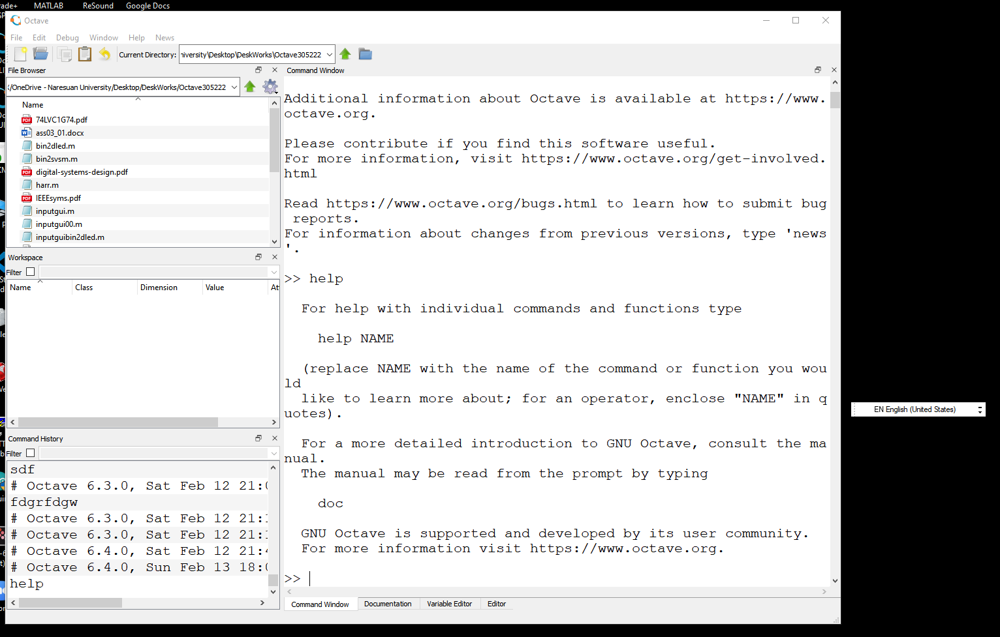 MATLAB
ReSound
Google Docs
Octave
File Edit Debug Window Help News
Current Directory: niversity\Desktop\DeskWorks\Octave305222
File Browser
/OneDrive - Naresuan University/Desktop/DeskWorks/Octave305222
Name
74LVC1G74.pdf
ass03_01.docx
bin2dled.m
bin2svsm.m
digital-systems-design.pdf
harr.m
IEEEsyms.pdf
inputgui.m
inputgui00.m
inputguibin2dled.m
Workspace
Filter
Name Class Dimension Value At
Command History
Filter
sdf
# Octave 6.3.0, Sat Feb 12 21:
fdgrfdgw
# Octave 6.3.0, Sat Feb 12 21:
# Octave 6.3.0, Sat Feb 12 21:
# Octave 6.4.0, Sat Feb 12 21:
# Octave 6.4.0, Sun Feb 13 18:
help
Command Window
Additional information about Octave is available at https://www.
octave.org.
Please contribute if you find this software useful.
For more information, visit https://www.octave.org/get-involved.
html
Read https://www.octave.org/bugs.html to learn how to submit bug
reports.
For information about changes from previous versions, type 'news
'.
>> help
For help with individual commands and functions type
help NAME
(replace NAME with the name of the command or function you wou
ld
like to learn more about; for an operator, enclose "NAME" in q
uotes).
For a more detailed introduction to GNU Octave, consult the ma
nual.
The manual may be read from the prompt by typing
doc
GNU Octave is supported and developed by its user community.
For more information visit https://www.octave.org.
>>
Command Window Documentation Variable Editor Editor
EN English (United States)